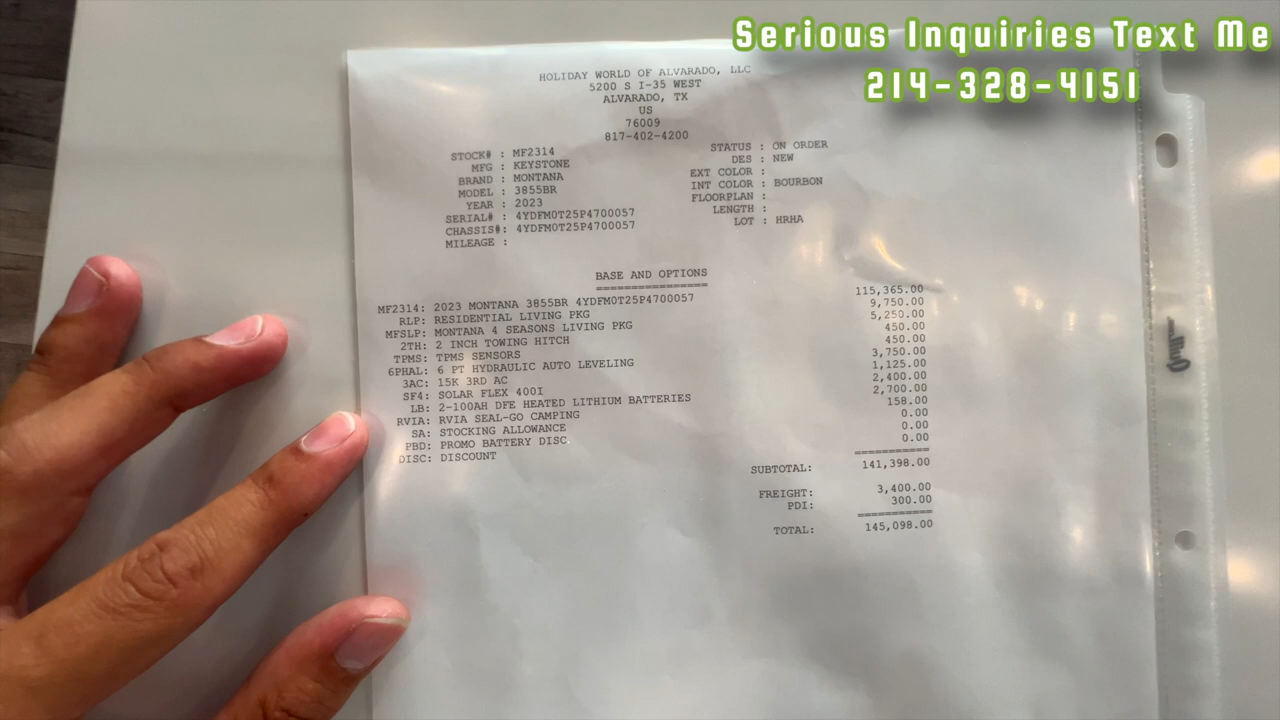 Serious Inquiries Text Me
214-328-4151
HOLIDAY WORLD OF ALVARADO, LLC
5200 S I-35 WEST
ALVARADO, TX
US
76009
817-402-4200
STOCK# : MF2314
MFG : KEYSTONE
BRAND : MONTANA
MODEL : 3855BR
YEAR : 2023
SERIAL# : 4YDFM0T25P4700057
CHASSIS#: 4YDFM0T25P4700057
MILEAGE :
STATUS : ON ORDER
DES : NEW
EXT COLOR :
INT COLOR : BOURBON
FLOORPLAN :
LENGTH :
LOT : HRHA
BASE AND OPTIONS
================
MF2314: 2023 MONTANA 3855BR 4YDFM0T25P4700057 115,365.00
RLP: RESIDENTIAL LIVING PKG 9,750.00
MFSLP: MONTANA 4 SEASONS LIVING PKG 5,250.00
2TH: 2 INCH TOWING HITCH 450.00
TPMS: TPMS SENSORS 450.00
6PHAL: 6 PT HYDRAULIC AUTO LEVELING 3,750.00
3AC: 15K 3RD AC 1,125.00
SF4: SOLAR FLEX 400I 2,400.00
LB: 2-100AH DFE HEATED LITHIUM BATTERIES 2,700.00
RVIA: RVIA SEAL-GO CAMPING 158.00
SA: STOCKING ALLOWANCE 0.00
PBD: PROMO BATTERY DISC 0.00
DISC: DISCOUNT 0.00
===========
SUBTOTAL: 141,398.00
FREIGHT: 3,400.00
PDI: 300.00
===========
TOTAL: 145,098.00